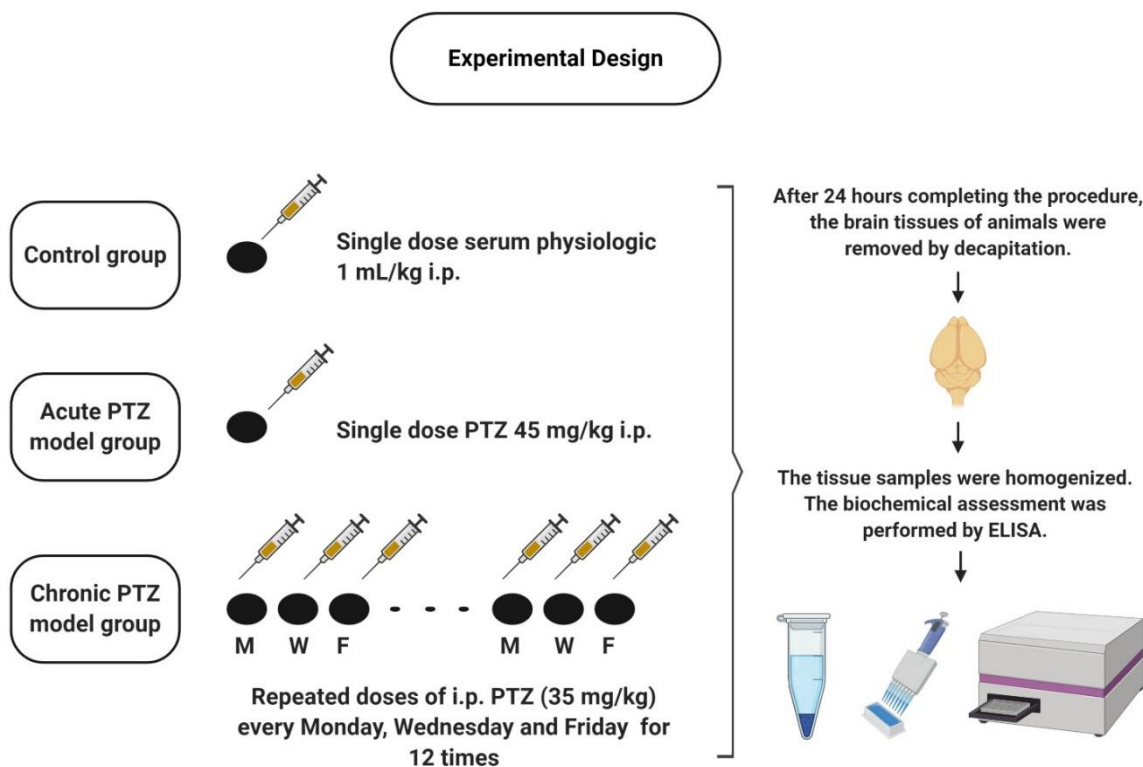 Experimental Design
Control group
Single dose serum physiologic
1 mL/kg i.p.
Acute PTZ
model group
Single dose PTZ 45 mg/kg i.p.
Chronic PTZ
model group
M W F M W F
Repeated doses of i.p. PTZ (35 mg/kg)
every Monday, Wednesday and Friday for
12 times
After 24 hours completing the procedure,
the brain tissues of animals were
removed by decapitation.
The tissue samples were homogenized.
The biochemical assessment was
performed by ELISA.